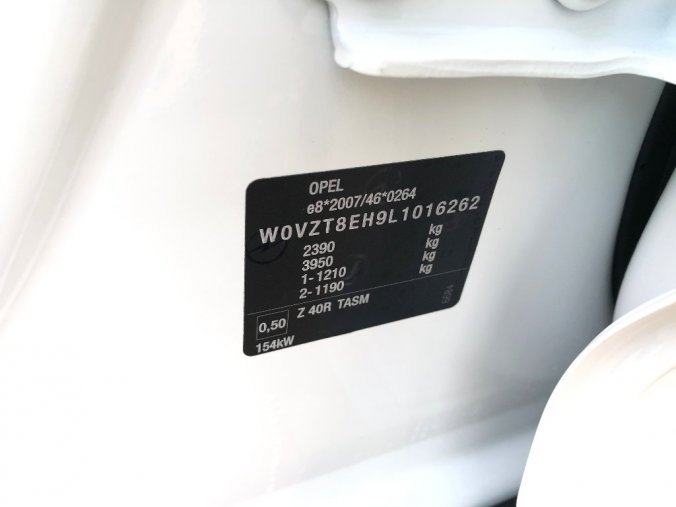 OPEL
e8*2007/46*0264
W0VZT8EH9L1016262
2390 kg
3950 kg
1-1210 kg
2-1190
Z 40R TASM
0,50
154kW